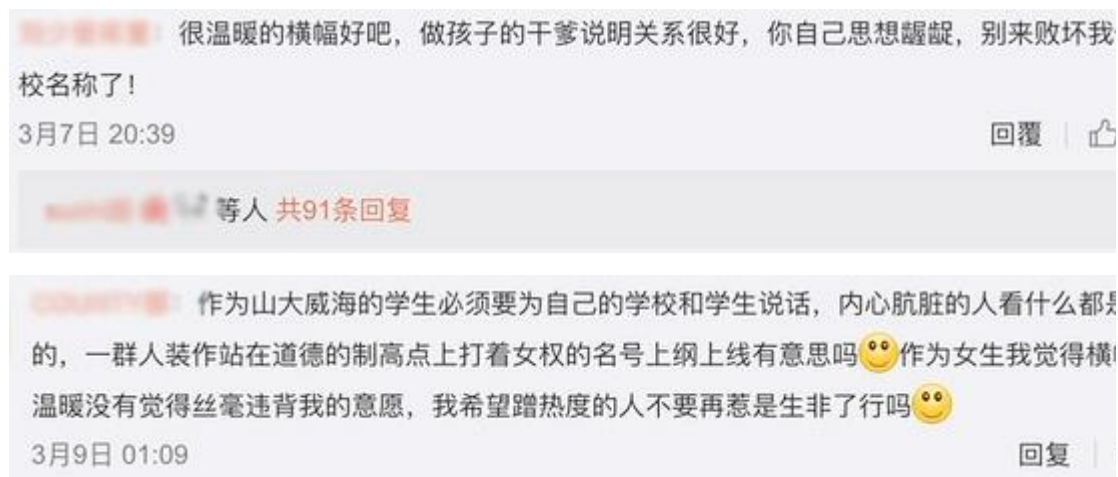 很温暖的横幅好吧，做孩子的干爹说明关系很好，你自己思想龌龊，别来败坏我
校名称了！
3月7日 20:39
回覆
等人 共91条回复
作为山大威海的学生必须要为自己的学校和学生说话，内心肮脏的人看什么都是
的，一群人装作站在道德的制高点上打着女权的名号上纲上线有意思吗🙂作为女生我觉得横
温暖没有觉得丝毫违背我的意愿，我希望蹭热度的人不要再惹是生非了行吗🙂
3月9日 01:09
回复